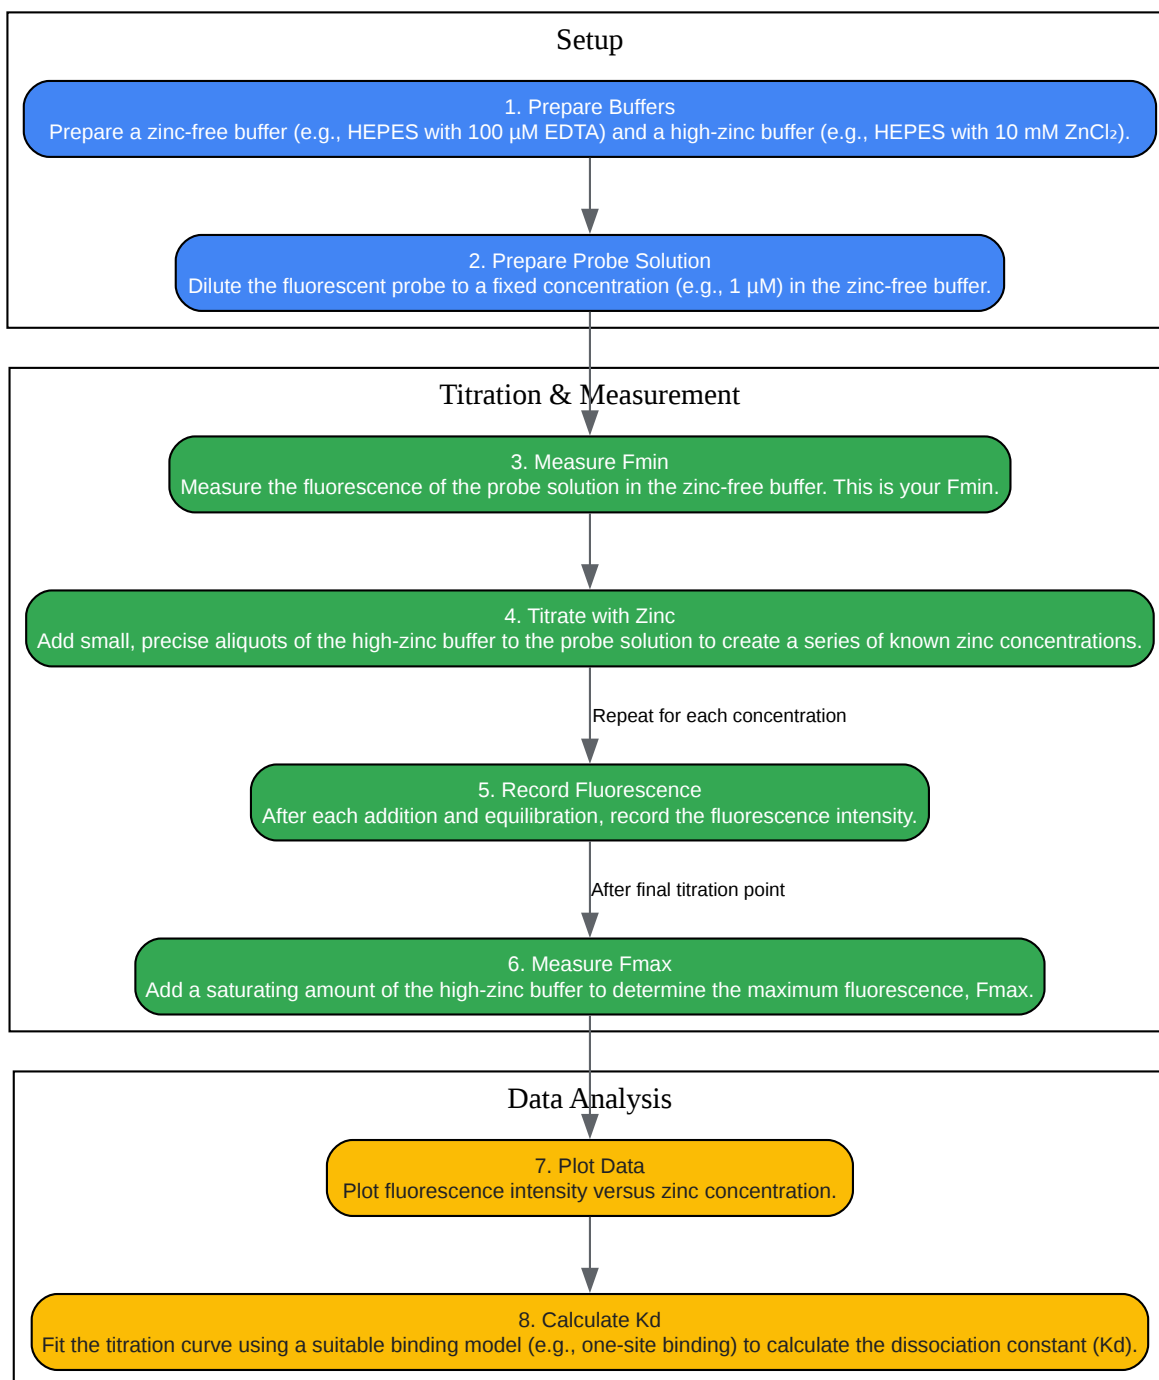 Setup
1. Prepare Buffers
Prepare a zinc-free buffer (e.g., HEPES with 100 µM EDTA) and a high-zinc buffer (e.g., HEPES with 10 mM ZnCl₂).
2. Prepare Probe Solution
Dilute the fluorescent probe to a fixed concentration (e.g., 1 µM) in the zinc-free buffer.
Titration & Measurement
3. Measure Fmin
Measure the fluorescence of the probe solution in the zinc-free buffer. This is your Fmin.
4. Titrate with Zinc
Add small, precise aliquots of the high-zinc buffer to the probe solution to create a series of known zinc concentrations.
Repeat for each concentration
5. Record Fluorescence
After each addition and equilibration, record the fluorescence intensity.
After final titration point
6. Measure Fmax
Add a saturating amount of the high-zinc buffer to determine the maximum fluorescence, Fmax.
Data Analysis
7. Plot Data
Plot fluorescence intensity versus zinc concentration.
8. Calculate Kd
Fit the titration curve using a suitable binding model (e.g., one-site binding) to calculate the dissociation constant (Kd).